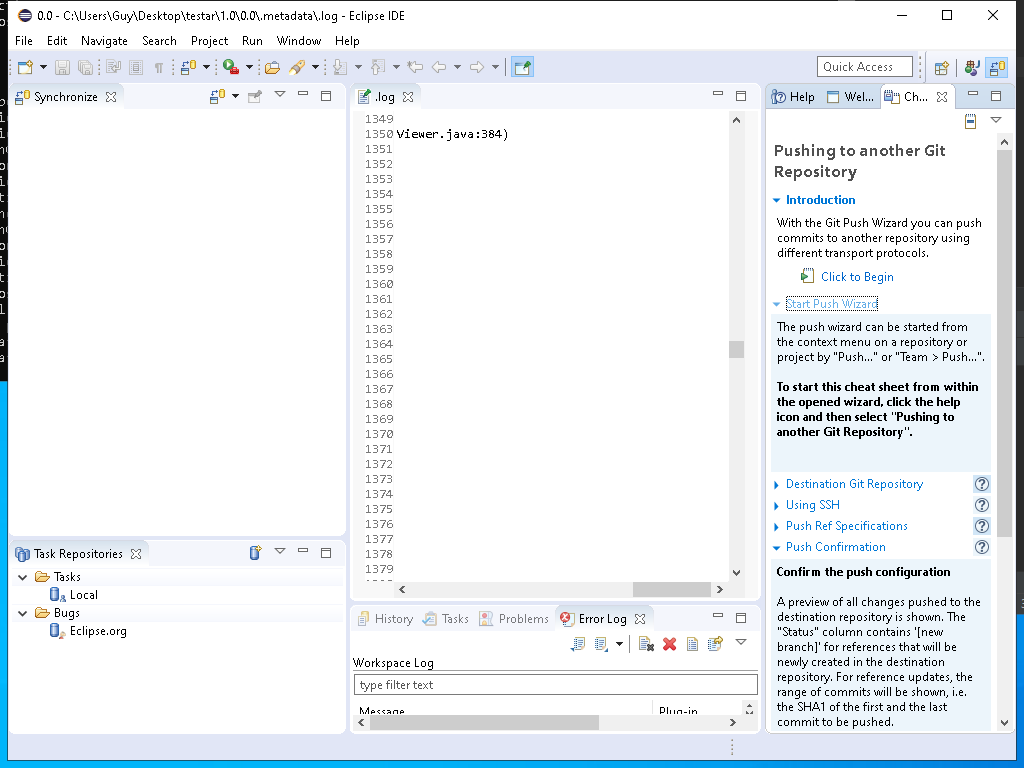 0.0 - C:\Users\Guy\Desktop\testar\1.0\0.0\.metadata\.log - Eclipse IDE
File Edit Navigate Search Project Run Window Help
Quick Access
Synchronize
.log
Help
Wel...
Ch...
1349
1350 Viewer.java:384)
1351
1352
1353
1354
1355
1356
1357
1358
1359
1360
1361
1362
1363
1364
1365
1366
1367
1368
1369
1370
1371
1372
1373
1374
1375
1376
1377
1378
1379
Pushing to another Git
Repository
Introduction
With the Git Push Wizard you can push
commits to another repository using
different transport protocols.
Click to Begin
Start Push Wizard
The push wizard can be started from
the context menu on a repository or
project by "Push..." or "Team > Push...".
To start this cheat sheet from within
the opened wizard, click the help
icon and then select "Pushing to
another Git Repository".
Destination Git Repository
Using SSH
Push Ref Specifications
Push Confirmation
Confirm the push configuration
A preview of all changes pushed to the
destination repository is shown. The
"Status" column contains '[new
branch]' for references that will be
newly created in the destination
repository. For reference updates, the
range of commits will be shown, i.e.
the SHA1 of the first and the last
commit to be pushed.
Task Repositories
Tasks
Local
Bugs
Eclipse.org
History Tasks Problems Error Log
Workspace Log
type filter text
Message Plug-in